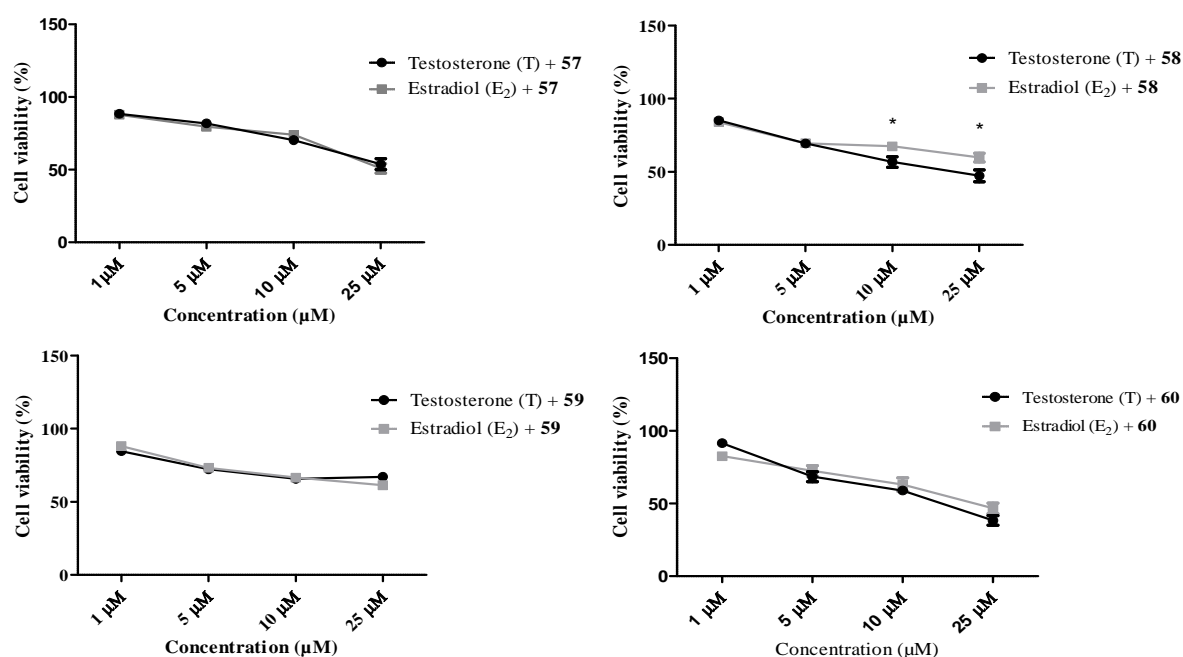 150
100
50
0
Cell viability (%)
Testosterone (T) + 57
Estradiol (E₂) + 57
1 µM
5 µM
10 µM
25 µM
Concentration (µM)
150
100
50
0
Cell viability (%)
Testosterone (T) + 58
Estradiol (E₂) + 58
*
*
1 µM
5 µM
10 µM
25 µM
Concentration (µM)
150
100
50
0
Cell viability (%)
Testosterone (T) + 59
Estradiol (E₂) + 59
1 µM
5 µM
10 µM
25 µM
Concentration (µM)
150
100
50
0
Cell viability (%)
Testosterone (T) + 60
Estradiol (E₂) + 60
1 µM
5 µM
10 µM
25 µM
Concentration (µM)